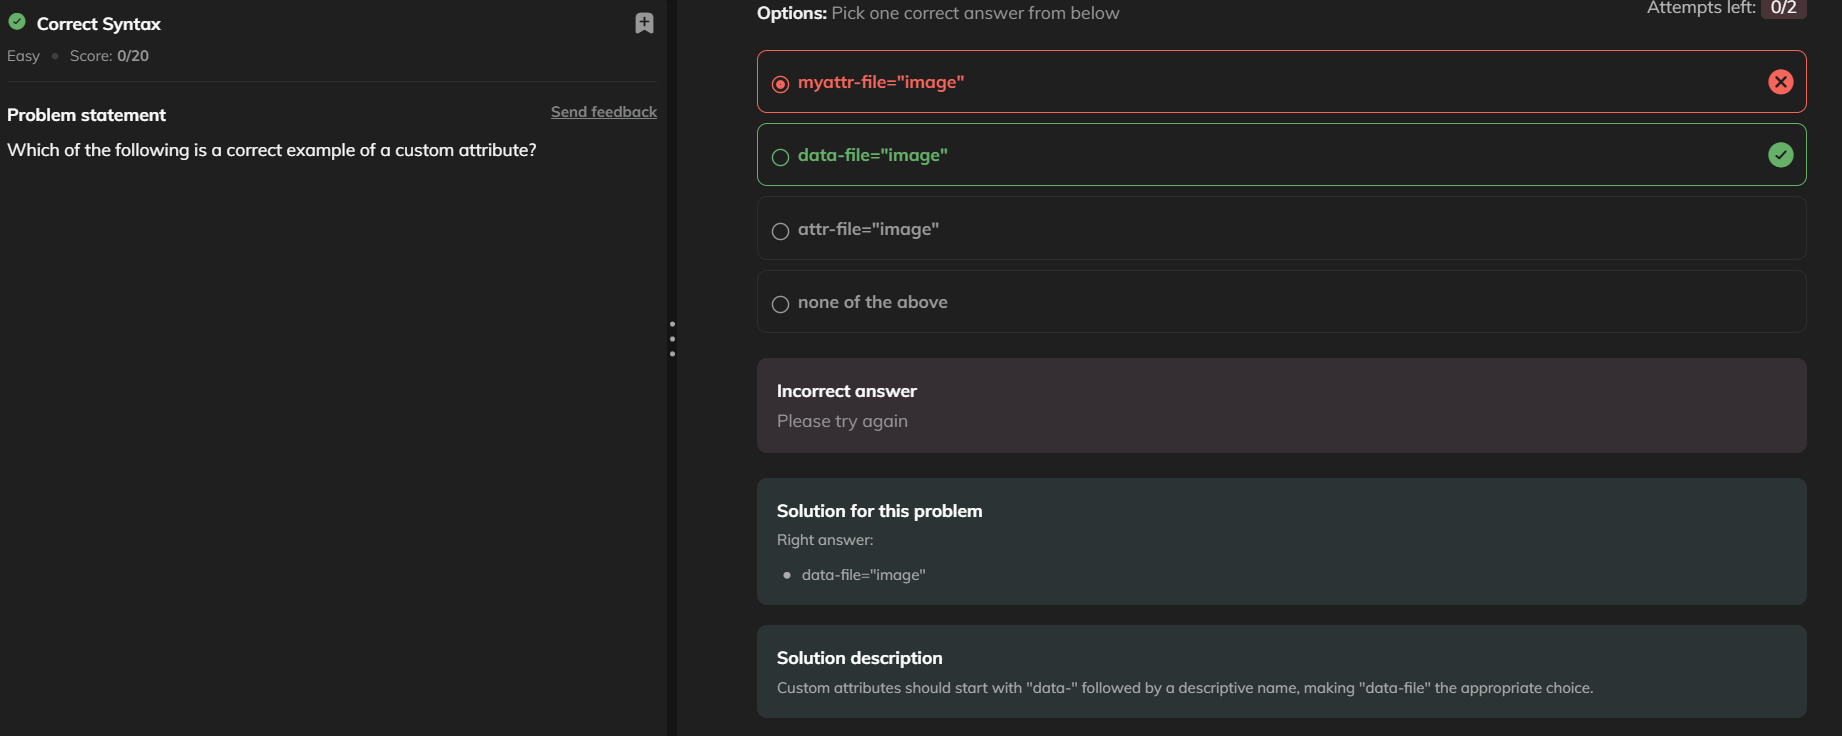 Correct Syntax
Easy • Score: 0/20
Problem statement
Send feedback
Which of the following is a correct example of a custom attribute?
Options: Pick one correct answer from below
Attempts left: 0/2
myattr-file="image"
data-file="image"
attr-file="image"
none of the above
Incorrect answer
Please try again
Solution for this problem
Right answer:
• data-file="image"
Solution description
Custom attributes should start with "data-" followed by a descriptive name, making "data-file" the appropriate choice.